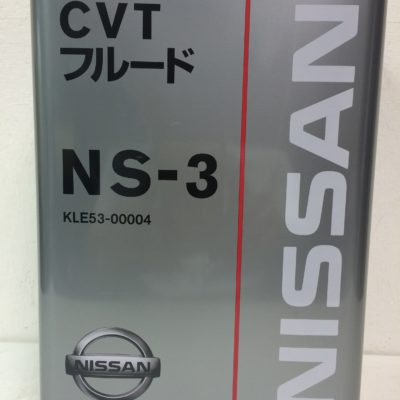 CVT
フルード
NS-3
KLE53-00004
NISSAN
NISSAN